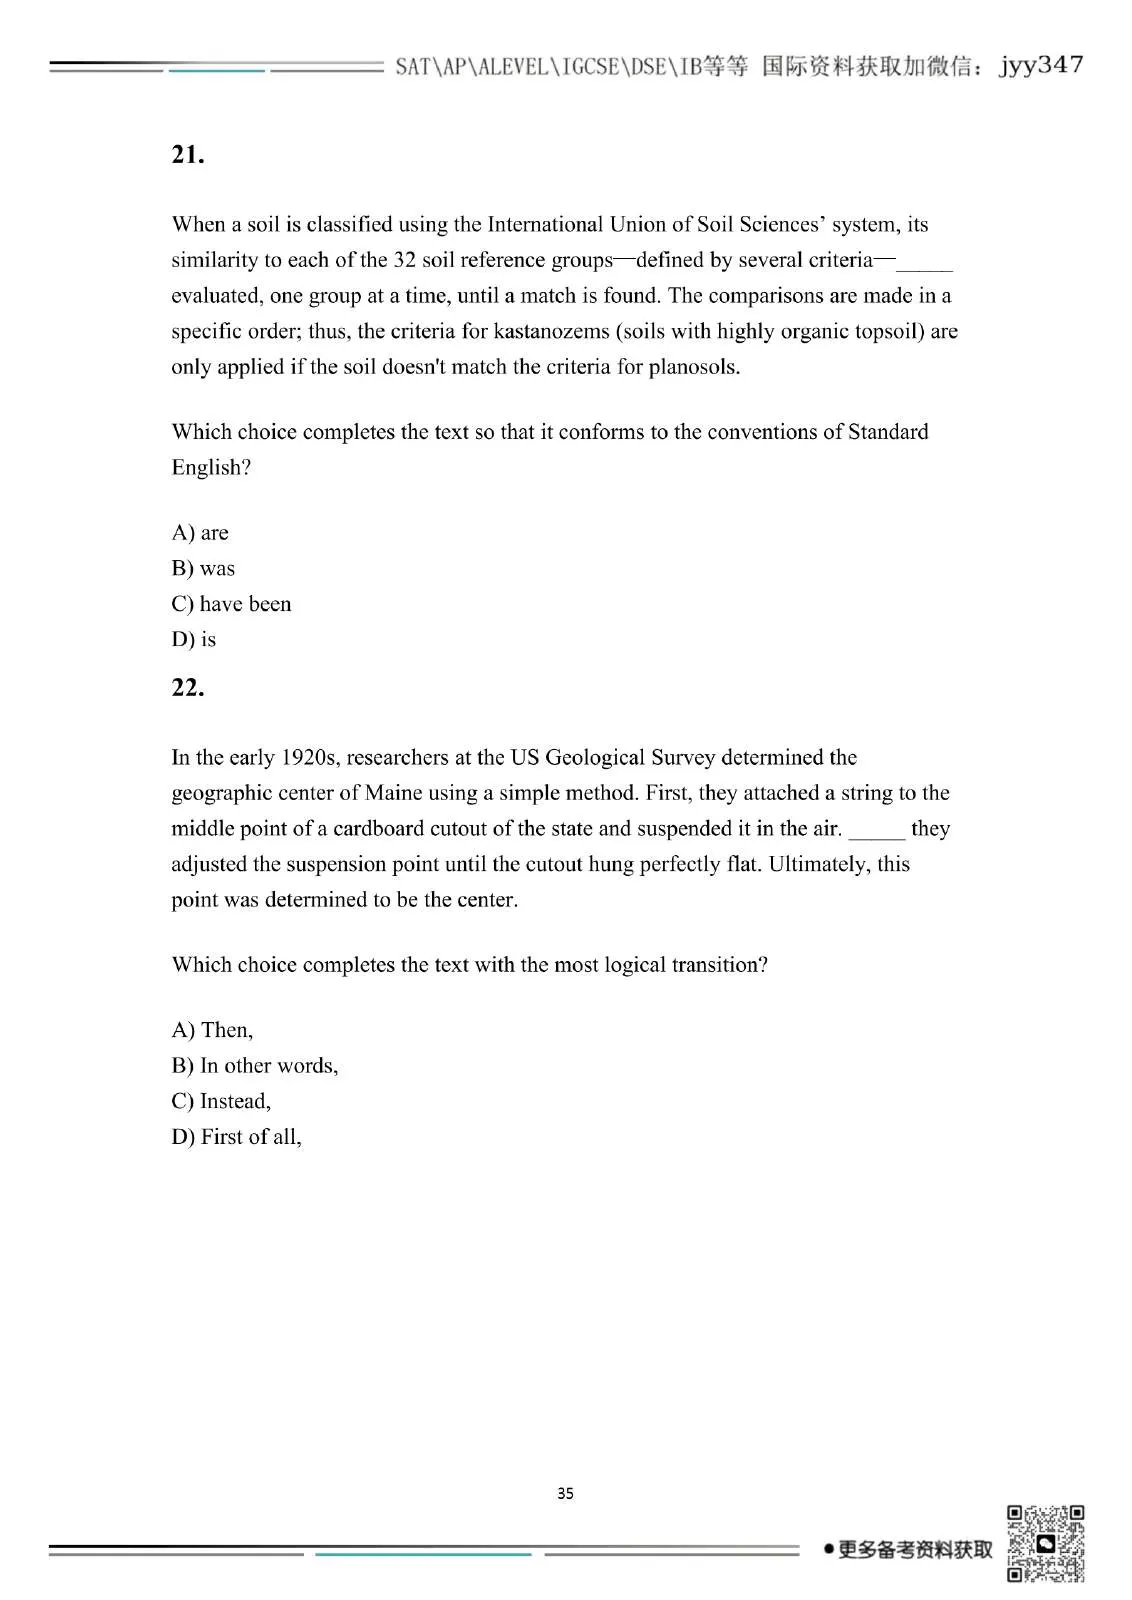 SAT\AP\ALEVEL\IGCSE\DSE\IB等等 国际资料获取加微信: jyy347
21.
When a soil is classified using the International Union of Soil Sciences’ system, its
similarity to each of the 32 soil reference groups—defined by several criteria—_____
evaluated, one group at a time, until a match is found. The comparisons are made in a
specific order; thus, the criteria for kastanozems (soils with highly organic topsoil) are
only applied if the soil doesn't match the criteria for planosols.
Which choice completes the text so that it conforms to the conventions of Standard
English?
A) are
B) was
C) have been
D) is
22.
In the early 1920s, researchers at the US Geological Survey determined the
geographic center of Maine using a simple method. First, they attached a string to the
middle point of a cardboard cutout of the state and suspended it in the air. _____ they
adjusted the suspension point until the cutout hung perfectly flat. Ultimately, this
point was determined to be the center.
Which choice completes the text with the most logical transition?
A) Then,
B) In other words,
C) Instead,
D) First of all,
35
●更多备考资料获取